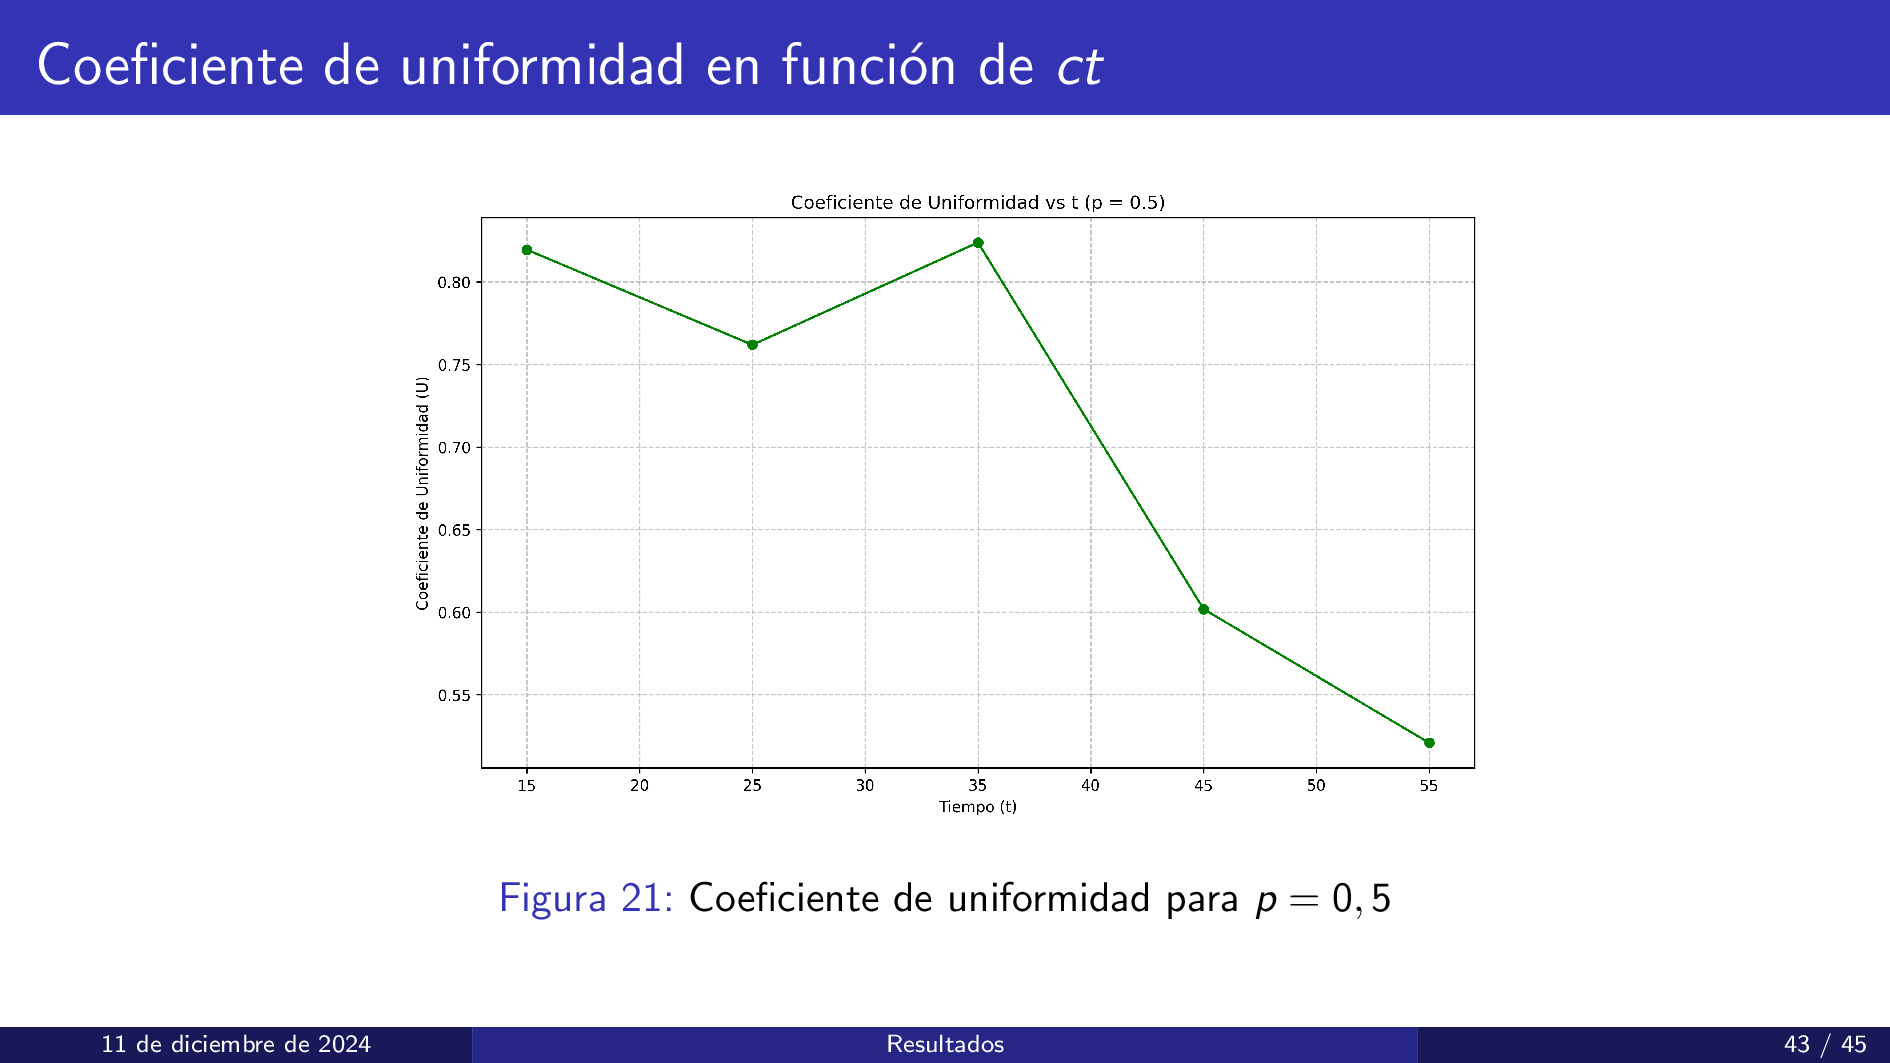 Coeficiente de uniformidad en función de ct
Coeficiente de Uniformidad vs t (p = 0.5)
Coeficiente de Uniformidad (U)
0.80
0.75
0.70
0.65
0.60
0.55
15 20 25 30 35 40 45 50 55
Tiempo (t)
Figura 21: Coeficiente de uniformidad para p = 0, 5
11 de diciembre de 2024 Resultados 43 / 45